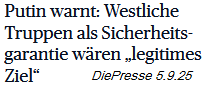 Putin warnt: Westliche
Truppen als Sicherheits-
garantie wären „legitimes
Ziel“ DiePresse 5.9.25